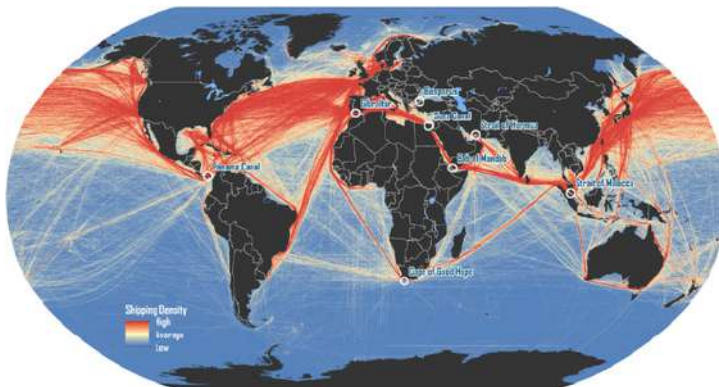 Bosporus
Gibraltar
Suez Canal
Strait of Hormuz
Bab el Mandab
Panama Canal
Strait of Malacca
Cape of Good Hope
Shipping Density
High
Average
Low